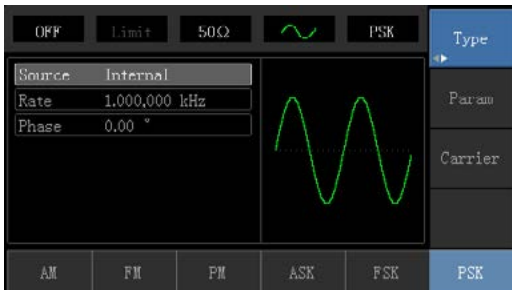 OFF Limit 50Ω PSK Type
Source Internal
Rate 1.000,000 kHz
Phase 0.00 °
Param
Carrier
AM FM PM ASK FSK PSK